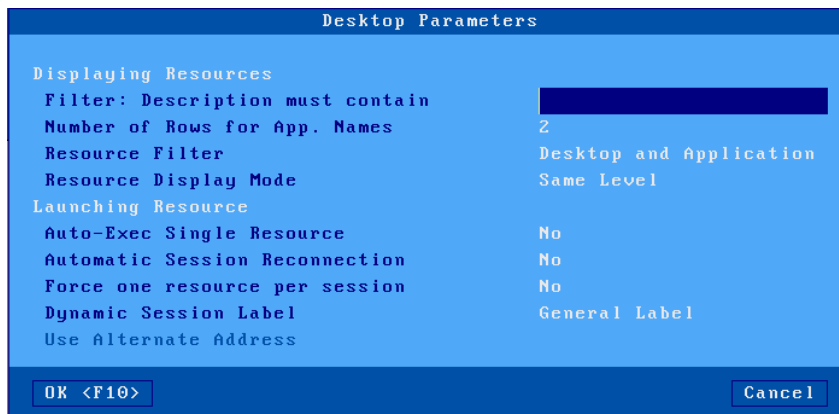 Desktop Parameters
Displaying Resources
Filter: Description must contain
Number of Rows for App. Names 2
Resource Filter Desktop and Application
Resource Display Mode Same Level
Launching Resource
Auto-Exec Single Resource No
Automatic Session Reconnection No
Force one resource per session No
Dynamic Session Label General Label
Use Alternate Address
OK <F10> Cancel